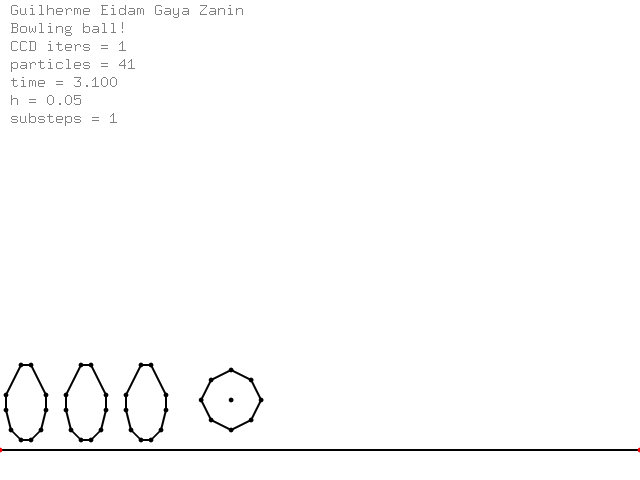 Guilherme Eidam Gaya Zanin
Bowling ball!
CCD iters = 1
particles = 41
time = 3.100
h = 0.05
substeps = 1